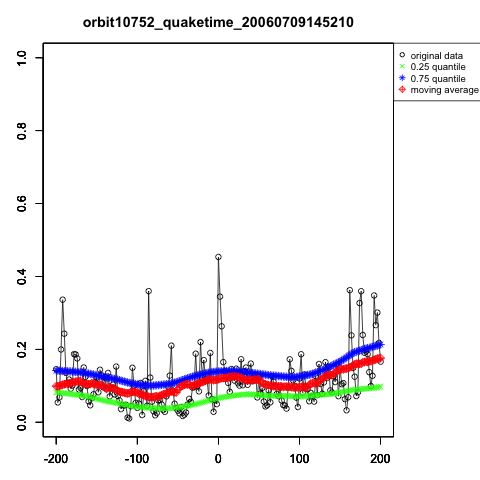 orbit10752_quaketime_20060709145210
original data
0.25 quantile
0.75 quantile
moving average
1.0
0.8
0.6
0.4
0.2
0.0
-200 -100 0 100 200